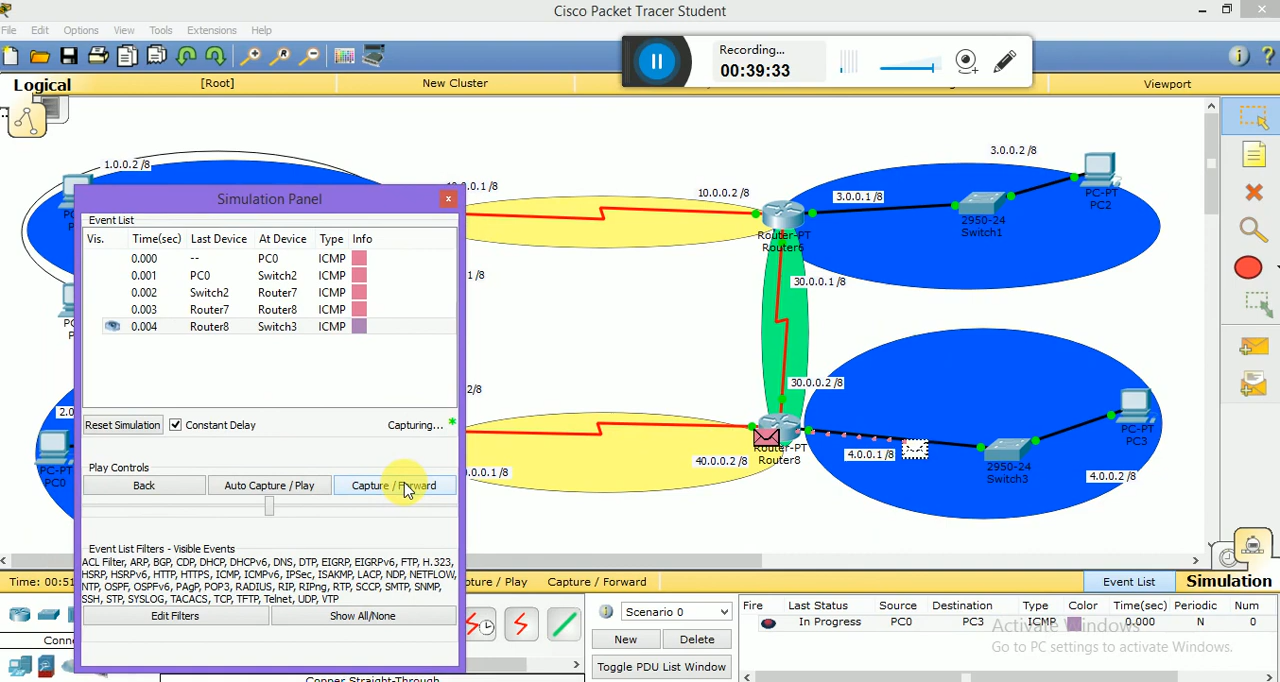 Cisco Packet Tracer Student
File Edit Options View Tools Extensions Help
Recording...
00:39:33
Logical [Root] New Cluster Viewport
1.0.0.2 /8
10.0.0.2 /8
3.0.0.2 /8
3.0.0.1 /8
PC-PT
PC2
2950-24
Switch1
Router-PT
Router6
30.0.0.1 /8
30.0.0.2 /8
Router-PT
Router8
40.0.0.2 /8
4.0.0.1 /8
2950-24
Switch3
PC-PT
PC3
4.0.0.2 /8
PC-PT
PC0
Simulation Panel
Event List
Vis. Time(sec) Last Device At Device Type Info
0.000 -- PC0 ICMP
0.001 PC0 Switch2 ICMP
0.002 Switch2 Router7 ICMP
0.003 Router7 Router8 ICMP
0.004 Router8 Switch3 ICMP
Reset Simulation Constant Delay Capturing...
Play Controls
Back Auto Capture / Play Capture / Forward
Event List Filters - Visible Events
ACL Filter, ARP, BGP, CDP, DHCP, DHCPv6, DNS, DTP, EIGRP, EIGRPv6, FTP, H.323,
HSRP, HSRPv6, HTTP, HTTPS, ICMP, ICMPv6, IPSec, ISAKMP, LACP, NDP, NETFLOW,
NTP, OSPF, OSPFv6, PAgP, POP3, RADIUS, RIP, RIPng, RTP, SCCP, SMTP, SNMP,
SSH, STP, SYSLOG, TACACS, TCP, TFTP, Telnet, UDP, VTP
Edit Filters Show All/None
Time: 00:51
Capture / Forward Event List Simulation
Scenario 0
New Delete
Toggle PDU List Window
Fire Last Status Source Destination Type Color Time(sec) Periodic Num
In Progress PC0 PC3 ICMP 0.000 N 0
Activate Windows
Go to PC settings to activate Windows.
Copper Straight-Through